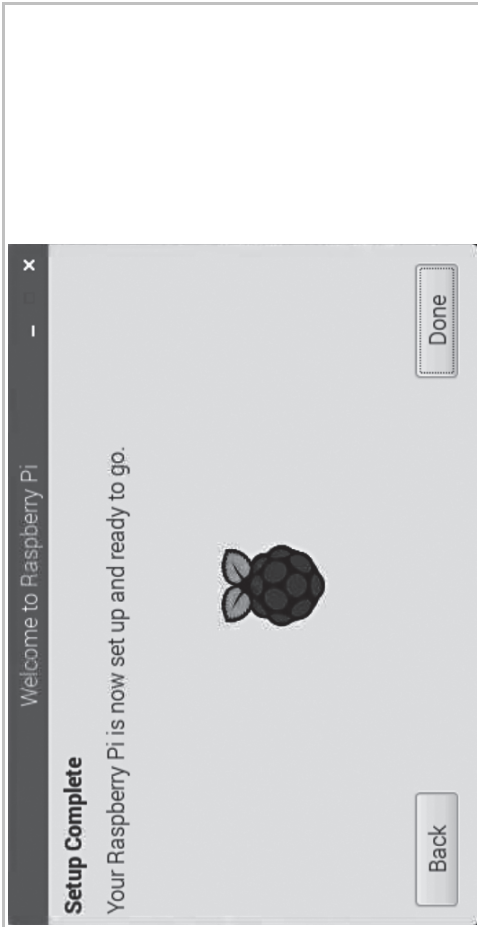 Welcome to Raspberry Pi
Setup Complete
Your Raspberry Pi is now set up and ready to go.
Back
Done